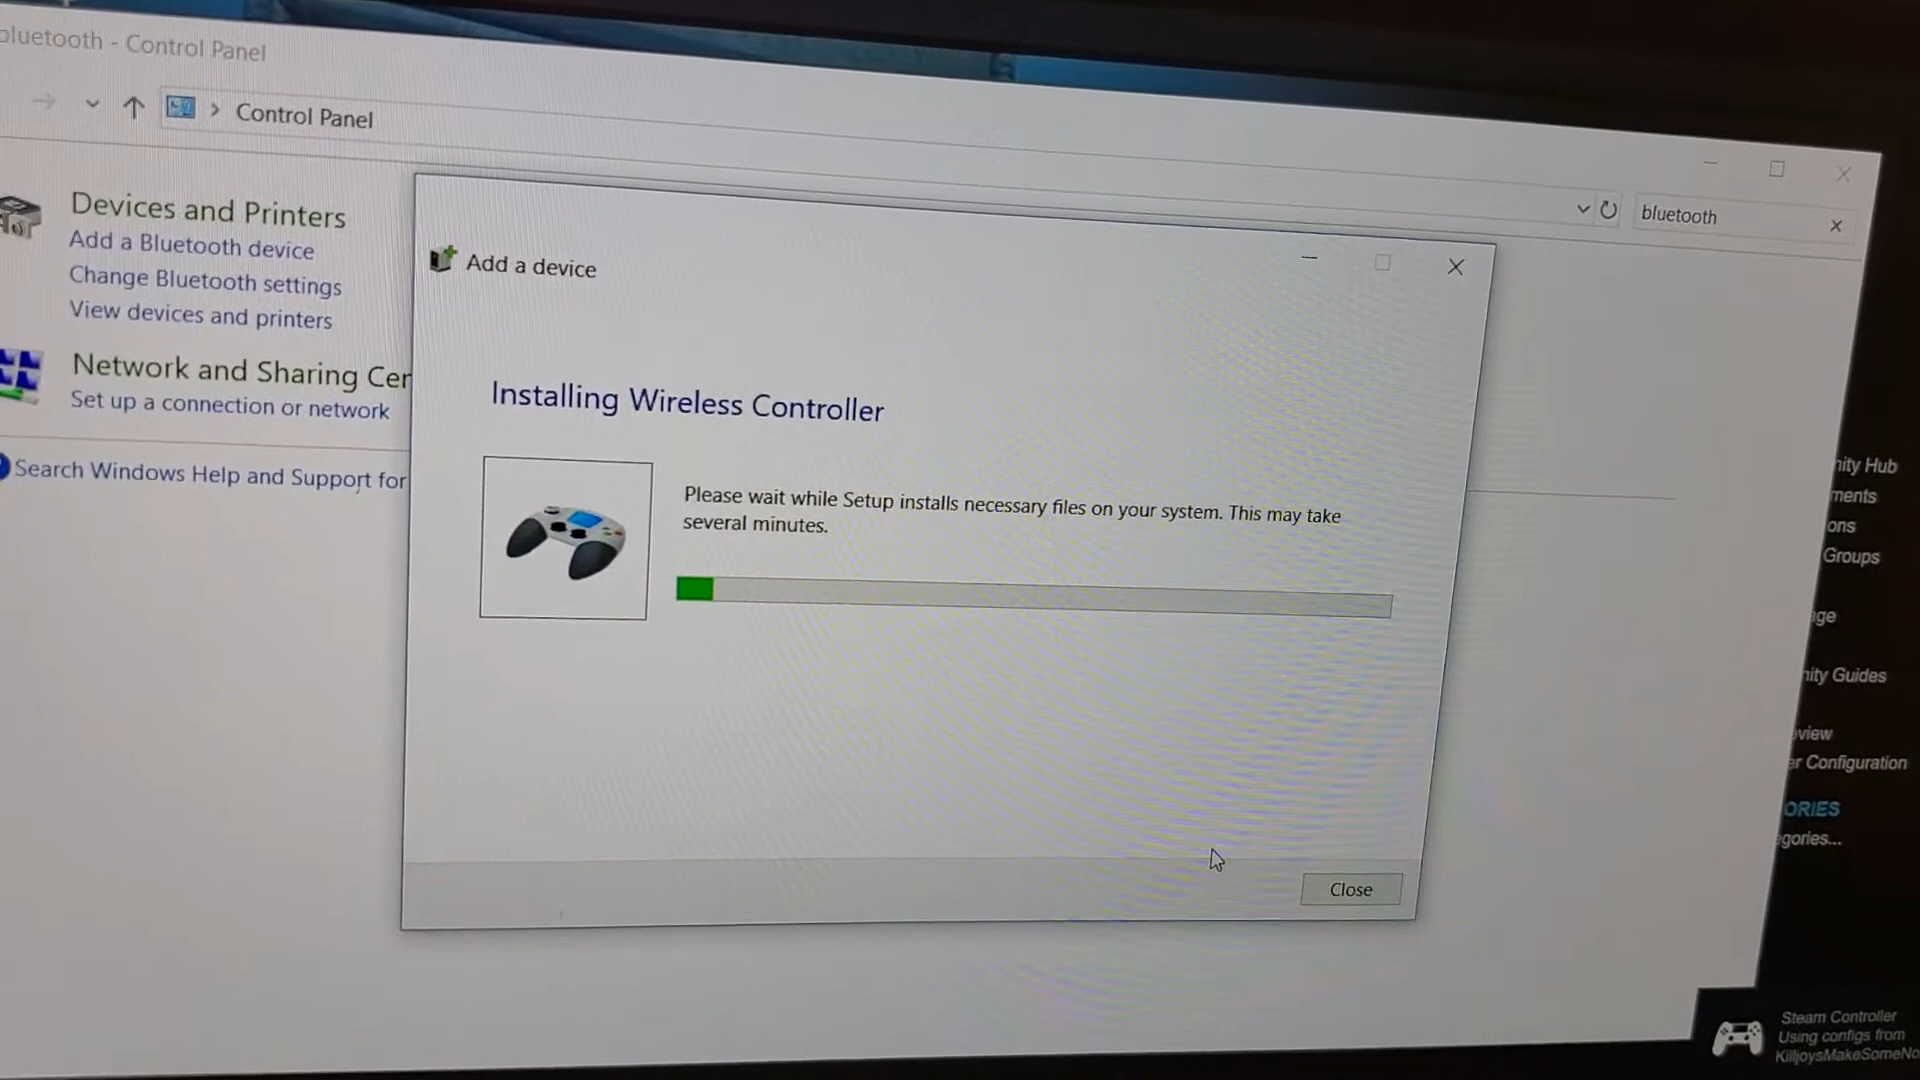 bluetooth - Control Panel
Control Panel
bluetooth
Devices and Printers
Add a Bluetooth device
Change Bluetooth settings
View devices and printers
Network and Sharing Cer
Set up a connection or network
Search Windows Help and Support for
Add a device
Installing Wireless Controller
Please wait while Setup installs necessary files on your system. This may take
several minutes.
Close
nity Hub
ments
ons
Groups
ge
nity Guides
view
er Configuration
ORIES
gories...
Steam Controller
Using configs from
KilljoysMakeSomeNo